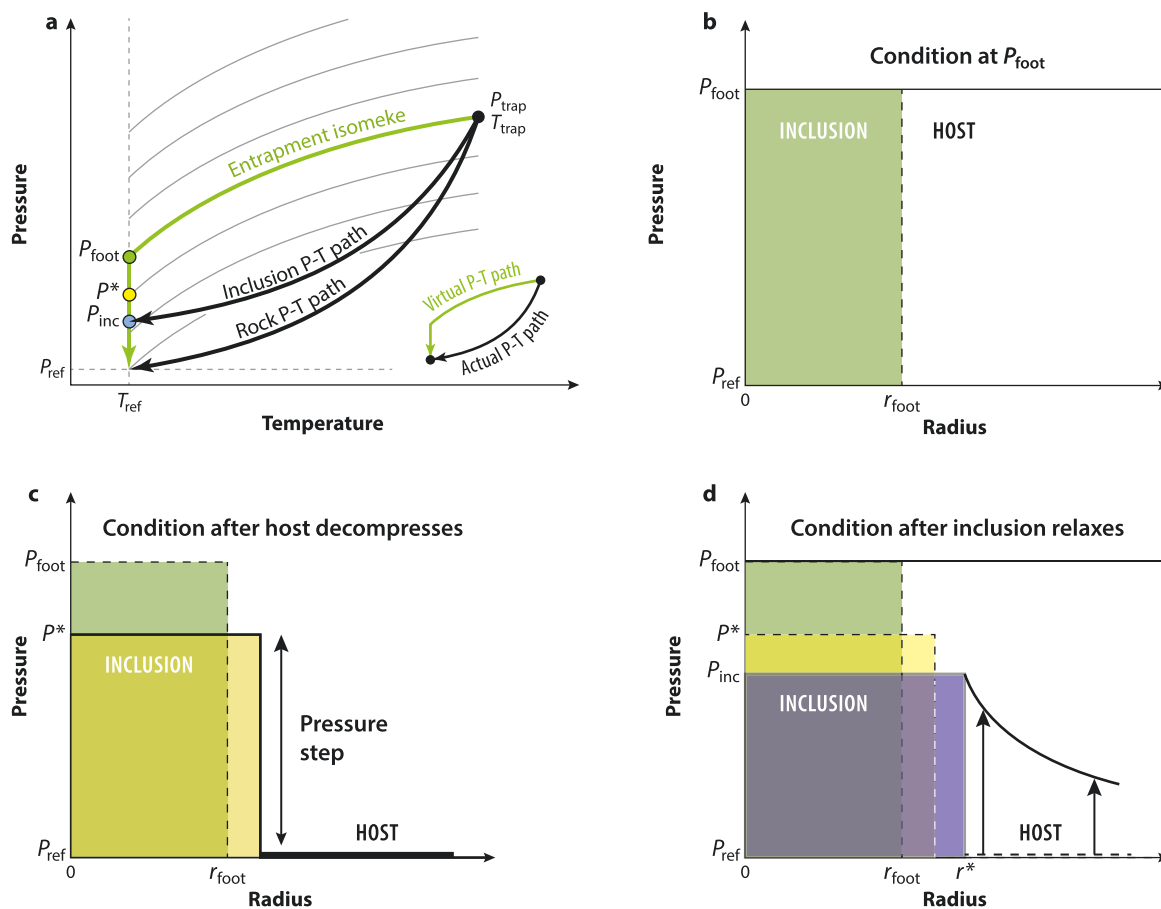 a
Pressure
Entrapment isomeke
P_trap
T_trap
P_foot
P*
P_inc
P_ref
Inclusion P-T path
Rock P-T path
Virtual P-T path
Actual P-T path
T_ref
Temperature
b
Condition at P_foot
Pressure
P_foot
INCLUSION
HOST
P_ref
0
r_foot
Radius
c
Condition after host decompresses
Pressure
P_foot
P*
INCLUSION
Pressure
step
HOST
P_ref
0
r_foot
Radius
d
Condition after inclusion relaxes
Pressure
P_foot
P*
P_inc
INCLUSION
HOST
P_ref
0
r_foot
r*
Radius